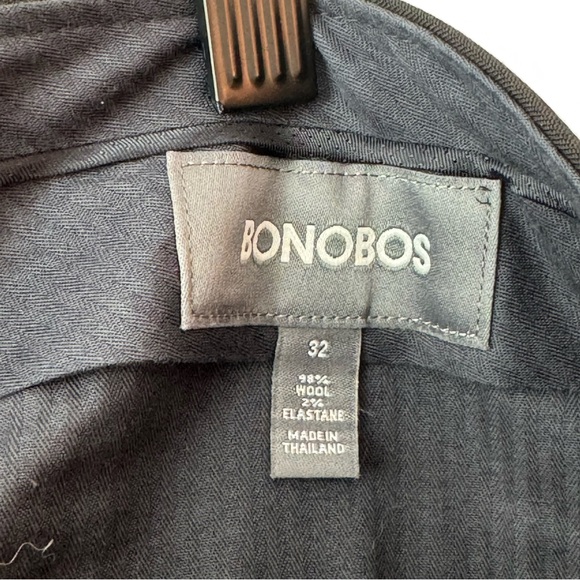 BONOBOS
32
98%
WOOL
2%
ELASTANE
MADE IN
THAILAND